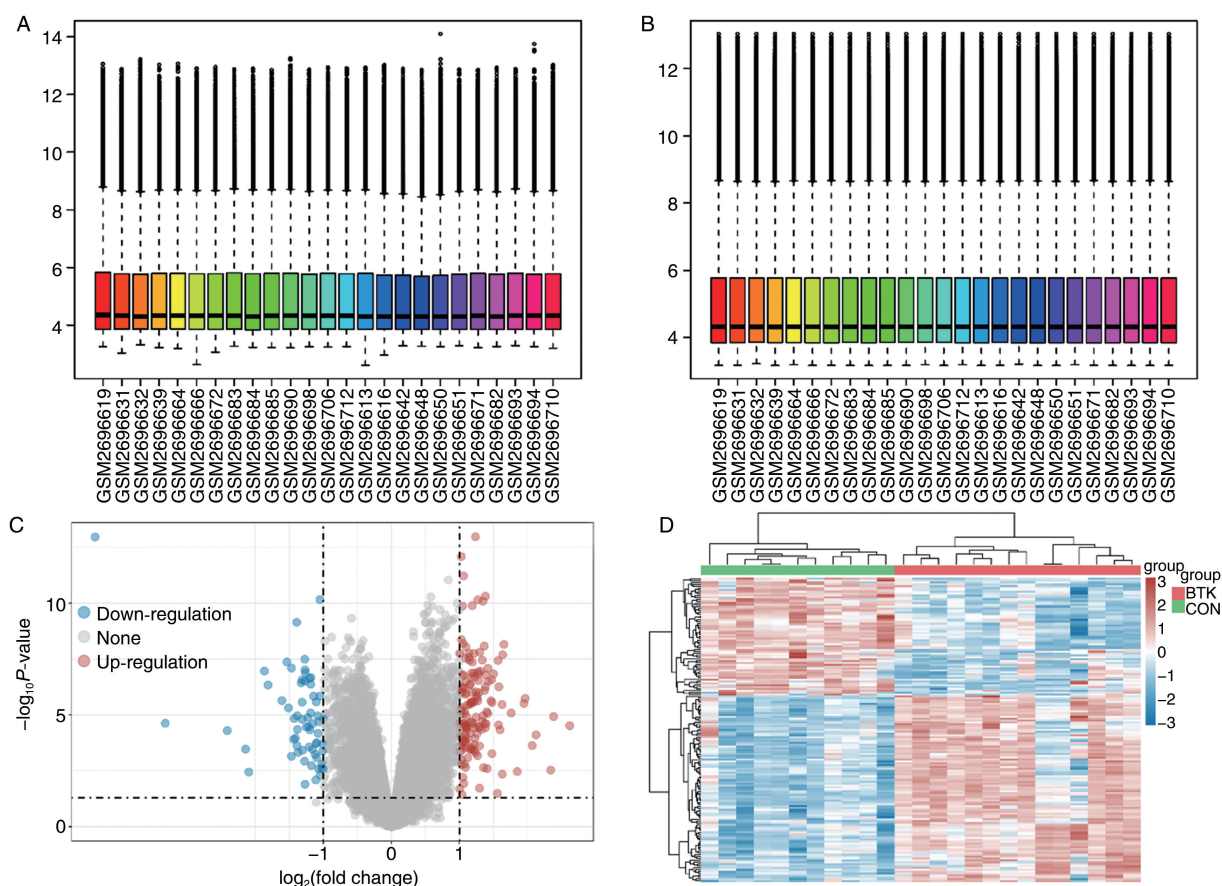 A
14
12
10
8
6
4
GSM2696619
GSM2696631
GSM2696632
GSM2696639
GSM2696664
GSM2696666
GSM2696672
GSM2696683
GSM2696684
GSM2696685
GSM2696690
GSM2696698
GSM2696706
GSM2696712
GSM2696613
GSM2696616
GSM2696642
GSM2696648
GSM2696650
GSM2696651
GSM2696671
GSM2696682
GSM2696693
GSM2696694
GSM2696710
B
12
10
8
6
4
GSM2696619
GSM2696631
GSM2696632
GSM2696639
GSM2696664
GSM2696666
GSM2696672
GSM2696683
GSM2696684
GSM2696685
GSM2696690
GSM2696698
GSM2696706
GSM2696712
GSM2696613
GSM2696616
GSM2696642
GSM2696648
GSM2696650
GSM2696651
GSM2696671
GSM2696682
GSM2696693
GSM2696694
GSM2696710
C
−log₁₀P-value
10
5
0
Down-regulation
None
Up-regulation
−1 0 1
log₂(fold change)
D
group
3
2
1
0
−1
−2
−3
group
BTK
CON